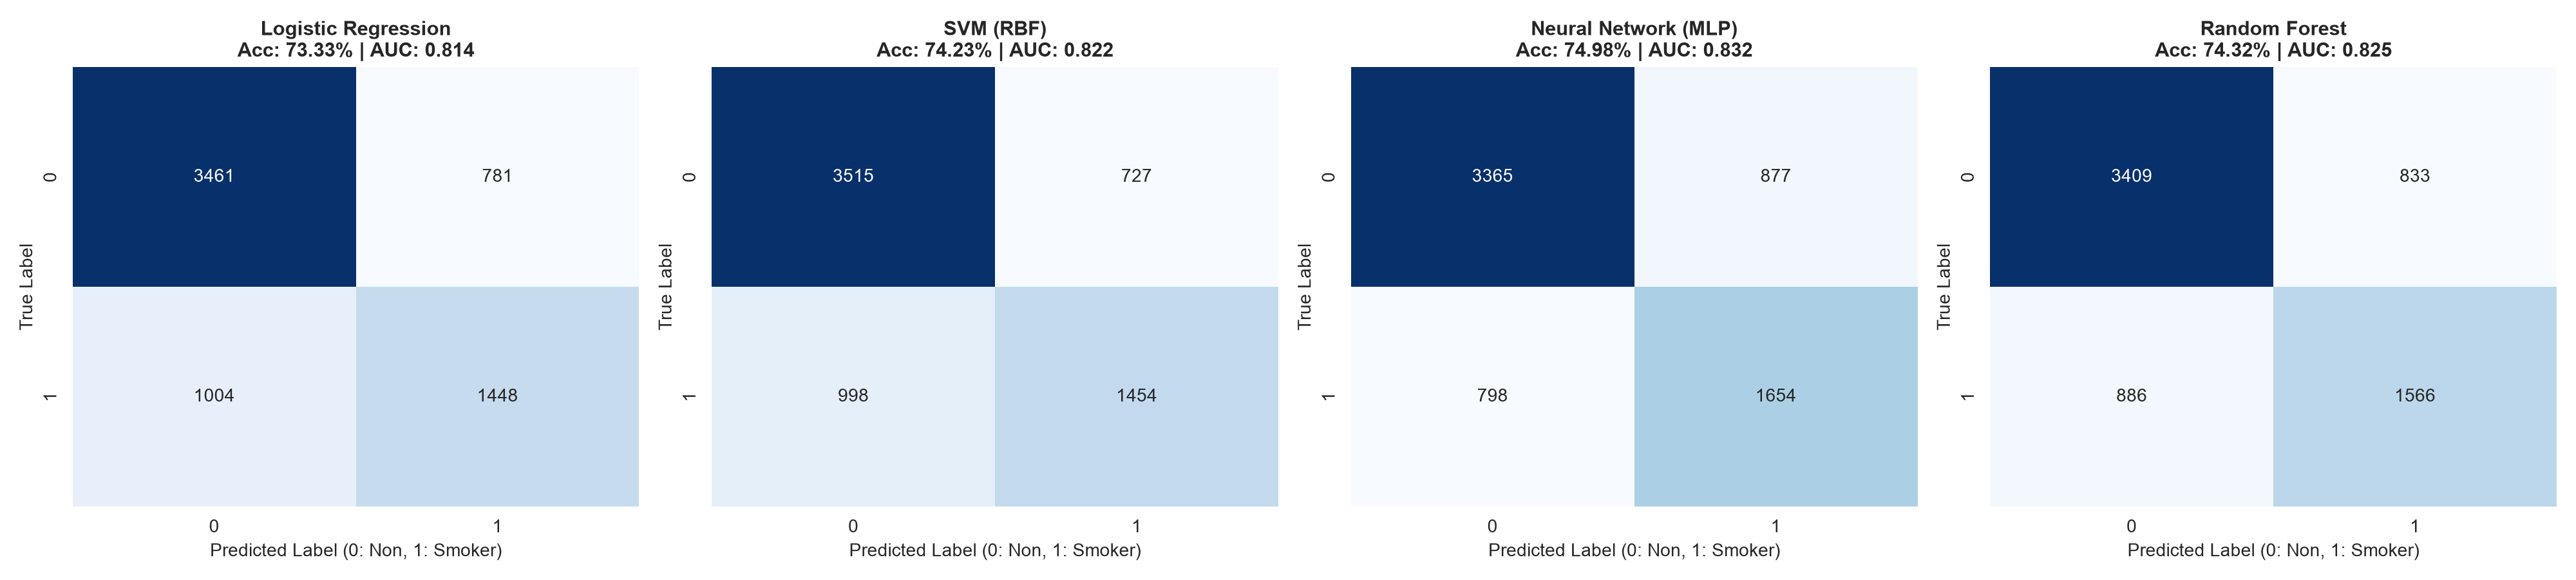 Logistic Regression
Acc: 73.33% | AUC: 0.814
True Label
0
3461
781
1
1004
1448
0
1
Predicted Label (0: Non, 1: Smoker)
SVM (RBF)
Acc: 74.23% | AUC: 0.822
True Label
0
3515
727
1
998
1454
0
1
Predicted Label (0: Non, 1: Smoker)
Neural Network (MLP)
Acc: 74.98% | AUC: 0.832
True Label
0
3365
877
1
798
1654
0
1
Predicted Label (0: Non, 1: Smoker)
Random Forest
Acc: 74.32% | AUC: 0.825
True Label
0
3409
833
1
886
1566
0
1
Predicted Label (0: Non, 1: Smoker)